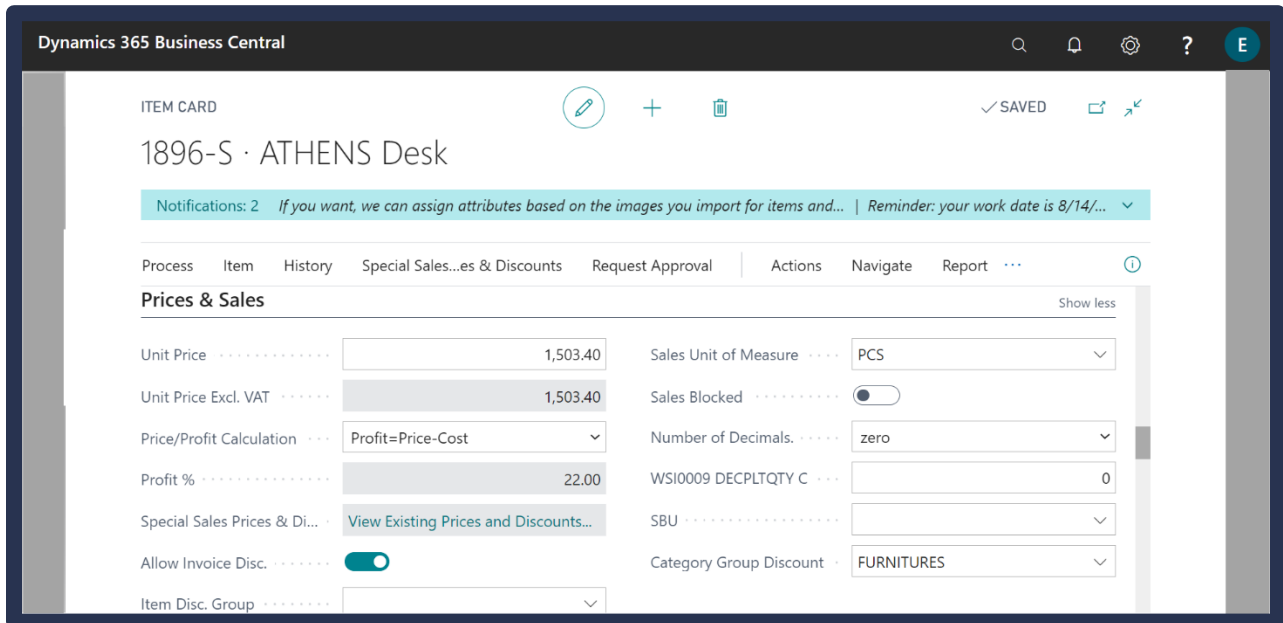 Dynamics 365 Business Central
?
E
ITEM CARD
SAVED
1896-S · ATHENS Desk
Notifications: 2 If you want, we can assign attributes based on the images you import for items and... | Reminder: your work date is 8/14/...
Process Item History Special Sales...es & Discounts Request Approval Actions Navigate Report ...
Prices & Sales
Show less
Unit Price 1,503.40
Unit Price Excl. VAT 1,503.40
Price/Profit Calculation Profit=Price-Cost
Profit % 22.00
Special Sales Prices & Di... View Existing Prices and Discounts...
Allow Invoice Disc.
Item Disc. Group
Sales Unit of Measure PCS
Sales Blocked
Number of Decimals. zero
WSI0009 DECPLTQTY C 0
SBU
Category Group Discount FURNITURES